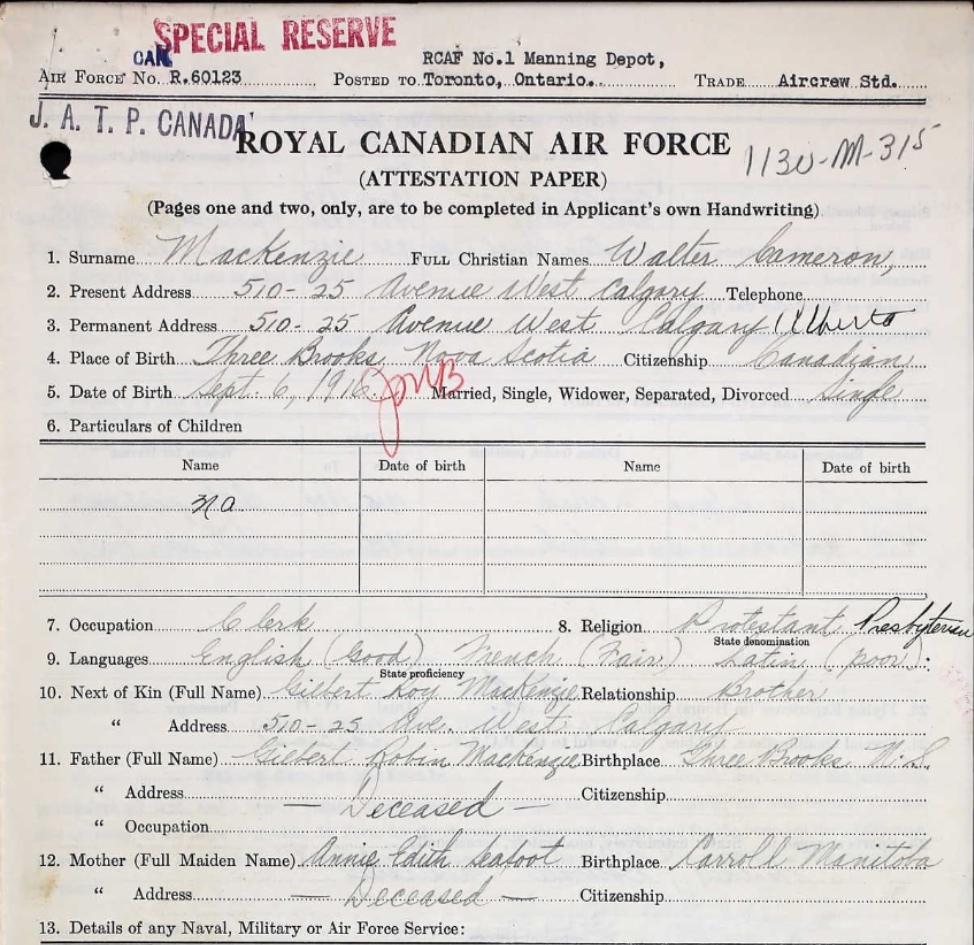 SPECIAL RESERVE
CAN
RCAF No.1 Manning Depot,
AIR FORCE No. R.60123 POSTED TO Toronto, Ontario. TRADE Aircrew Std.
J. A. T. P. CANADA
ROYAL CANADIAN AIR FORCE
1130-M-315
(ATTESTATION PAPER)
(Pages one and two, only, are to be completed in Applicant's own Handwriting)
1. Surname MacKenzie FULL Christian Names Walter Cameron,
2. Present Address 510-25 Avenue West Calgary Telephone
3. Permanent Address 510-25 Avenue West Calgary Alberta
4. Place of Birth Three Brooks Nova Scotia Citizenship Canadian
5. Date of Birth Sept. 6, 1916 Married, Single, Widower, Separated, Divorced Single
6. Particulars of Children
Name Date of birth Name Date of birth
na
7. Occupation Clerk 8. Religion Protestant Presbyterian
State denomination
9. Languages English (Good) French (Fair) Latin (poor)
State proficiency
10. Next of Kin (Full Name) Gilbert Roy MacKenzie Relationship Brother
" Address 510-25 Ave. West Calgary
11. Father (Full Name) Gilbert Robin MacKenzie Birthplace Three Brooks N.S.
" Address Deceased Citizenship
" Occupation
12. Mother (Full Maiden Name) Annie Edith Birthplace Carroll Manitoba
" Address Deceased Citizenship
13. Details of any Naval, Military or Air Force Service: